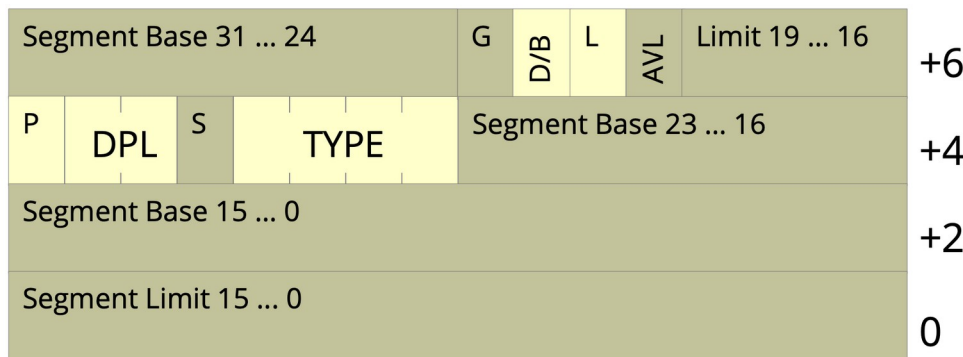 Segment Base 31 ... 24 G D/B L AVL Limit 19 ... 16 +6
P DPL S TYPE Segment Base 23 ... 16 +4
Segment Base 15 ... 0 +2
Segment Limit 15 ... 0 0